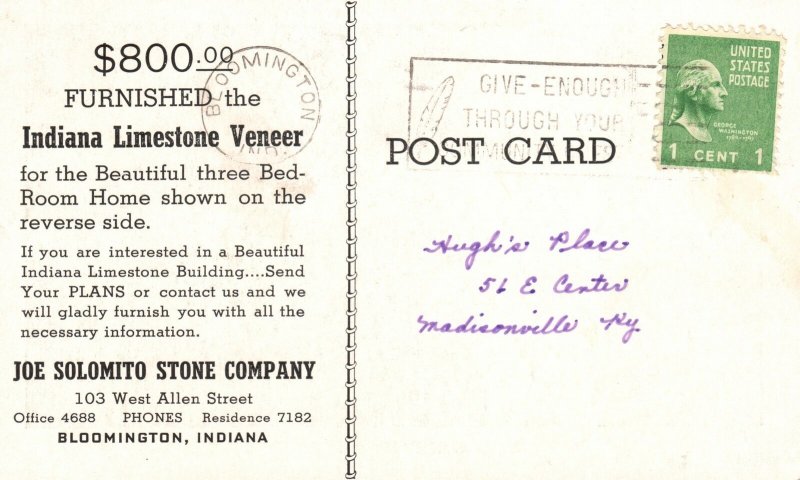 $800.00
FURNISHED the
Indiana Limestone Veneer
for the Beautiful three Bed-
Room Home shown on the
reverse side.
If you are interested in a Beautiful
Indiana Limestone Building....Send
Your PLANS or contact us and we
will gladly furnish you with all the
necessary information.
JOE SOLOMITO STONE COMPANY
103 West Allen Street
Office 4688 PHONES Residence 7182
BLOOMINGTON, INDIANA
BLOOMINGTON
IND.
GIVE-ENOUGH
THROUGH YOUR
UNITED
STATES
POSTAGE
GEORGE
WASHINGTON
1789-1797
1 CENT 1
POST CARD
Hugh's Place
51 E Center
Madisonville Ky